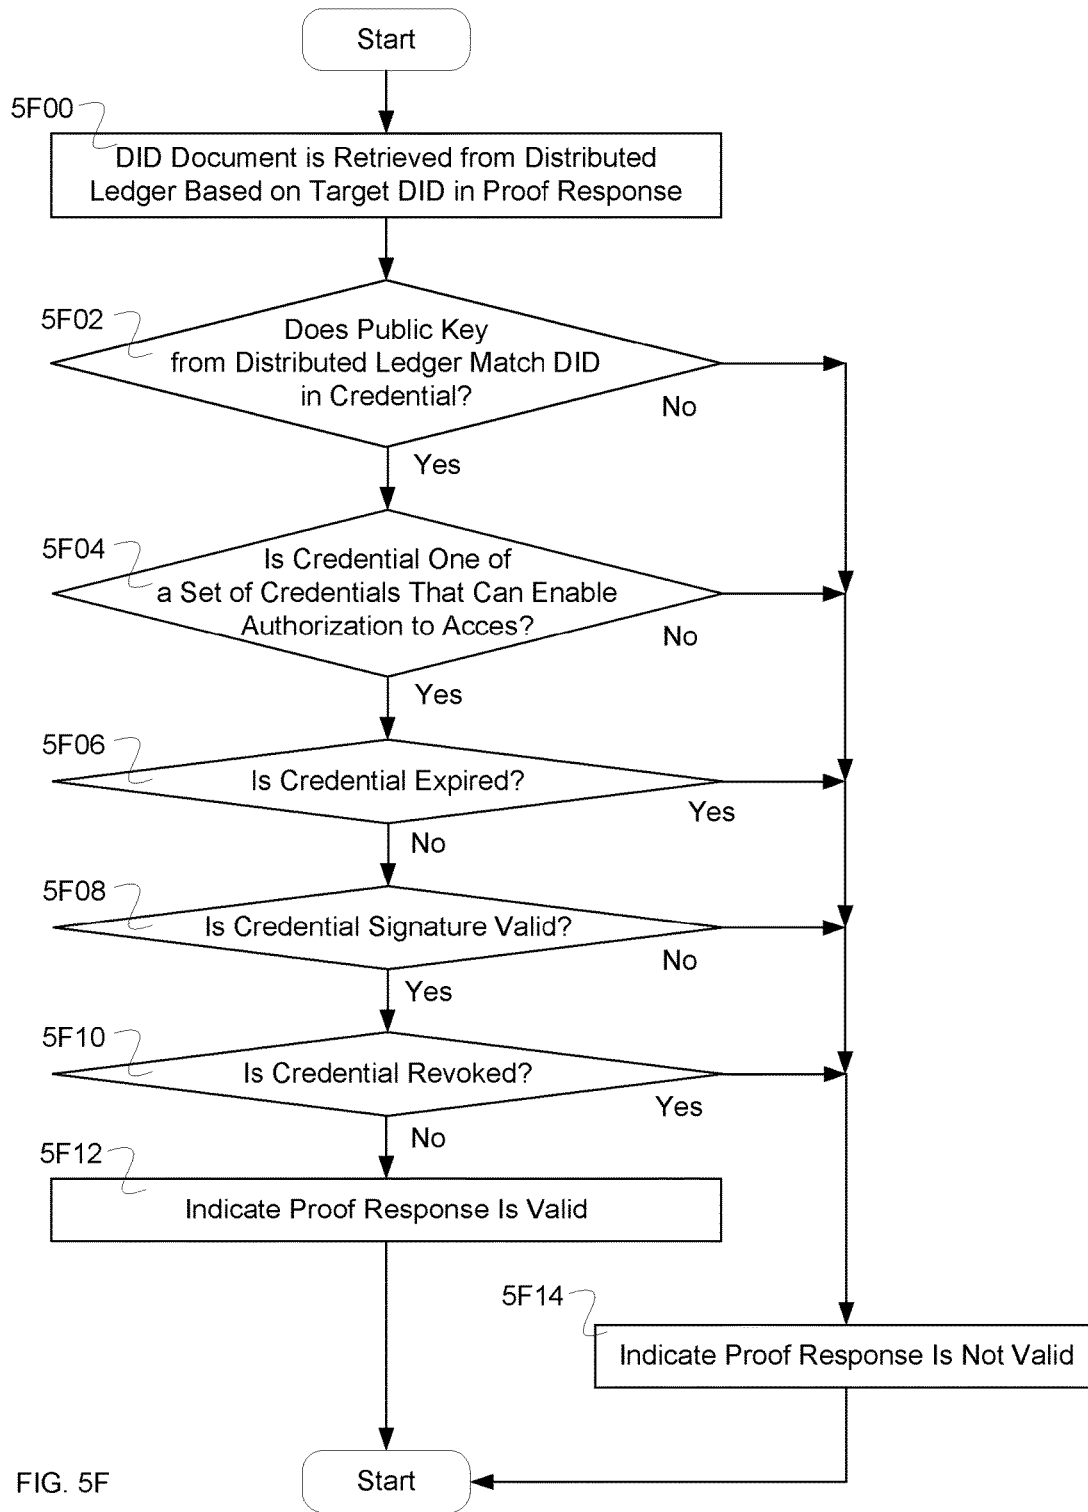 Start
5F00
DID Document is Retrieved from Distributed
Ledger Based on Target DID in Proof Response
5F02
Does Public Key
from Distributed Ledger Match DID
in Credential?
No
Yes
5F04
Is Credential One of
a Set of Credentials That Can Enable
Authorization to Acces?
No
Yes
5F06
Is Credential Expired?
Yes
No
5F08
Is Credential Signature Valid?
No
Yes
5F10
Is Credential Revoked?
Yes
No
5F12
Indicate Proof Response Is Valid
5F14
Indicate Proof Response Is Not Valid
Start
FIG. 5F